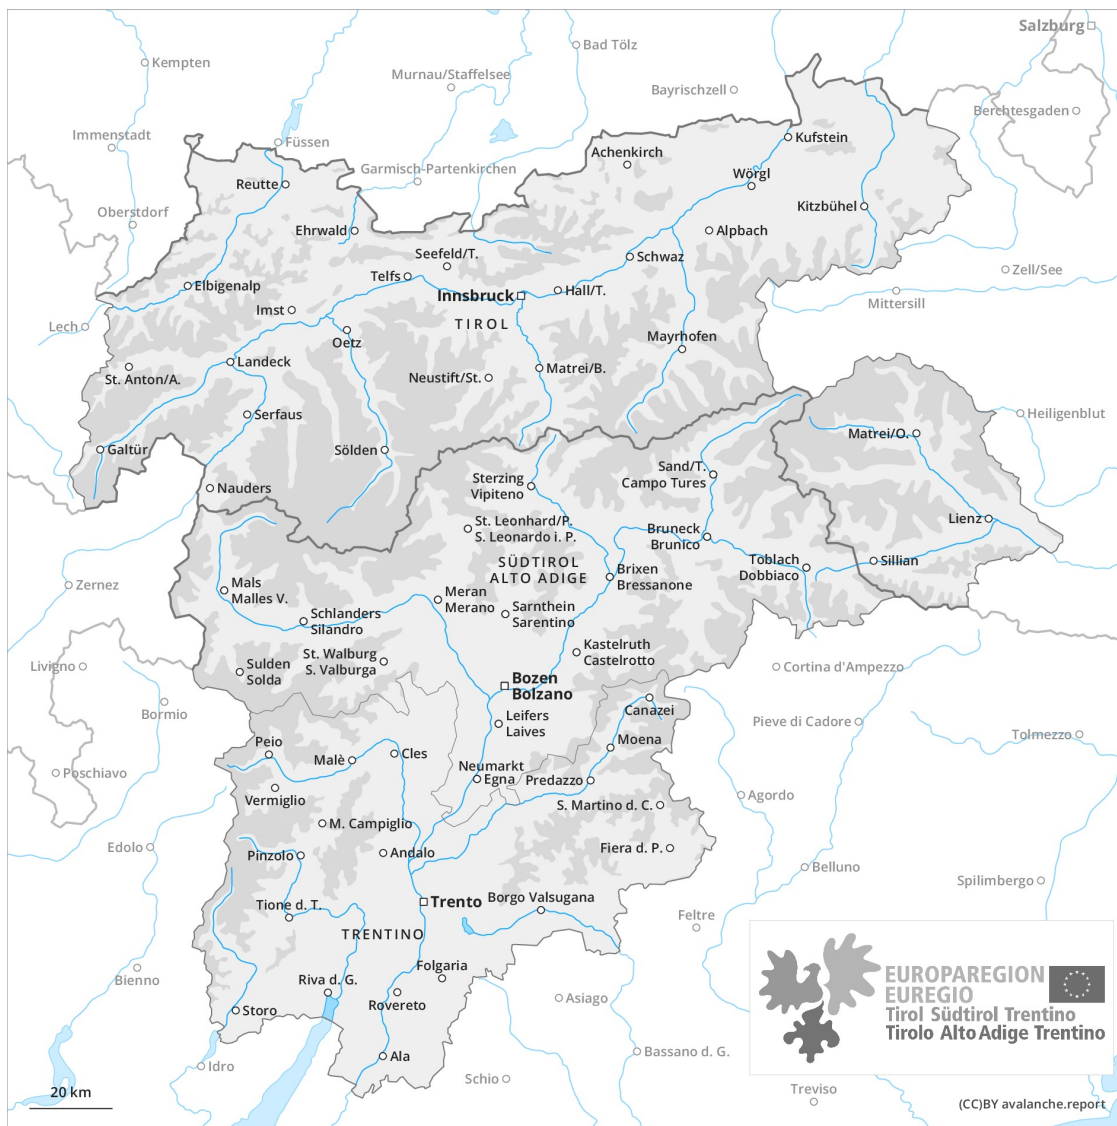 Salzburg
Bad Tölz
Kempten
Murnau/Staffelsee
Bayrischzell
Berchtesgaden
Immenstadt
Füssen
Kufstein
Achenkirch
Garmisch-Partenkirchen
Wörgl
Reutte
Oberstdorf
Kitzbühel
Ehrwald
Alpbach
Seefeld/T.
Schwaz
Telfs
Zell/See
Elbigenalp
Hall/T.
Innsbruck
Mittersill
Imst
TIROL
Lech
Oetz
Mayrhofen
Landeck
Matrei/B.
St. Anton/A.
Neustift/St.
Serfaus
Heiligenblut
Matrei/O.
Galtür
Sölden
Sand/T.
Campo Tures
Sterzing
Vipiteno
Nauders
Lienz
St. Leonhard/P.
S. Leonardo i. P.
Bruneck
Brunico
SÜDTIROL
ALTO ADIGE
Toblach
Dobbiaco
Sillian
Brixen
Bressanone
Zernez
Mals
Malles V.
Meran
Merano
Schlanders
Silandro
Sarnthein
Sarentino
Kastelruth
Castelrotto
St. Walburg
S. Valburga
Livigno
Sulden
Solda
Cortina d'Ampezzo
Bozen
Bolzano
Bormio
Canazei
Leifers
Laives
Pieve di Cadore
Tolmezzo
Moena
Peio
Cles
Malè
Poschiavo
Neumarkt
Egna
Predazzo
Vermiglio
Agordo
S. Martino d. C.
M. Campiglio
Edolo
Pinzolo
Andalo
Fiera d. P.
Belluno
Spilimbergo
Trento
Borgo Valsugana
Tione d. T.
Feltre
TRENTINO
Bienno
Folgaria
Riva d. G.
Rovereto
Asiago
Storo
EUROPAREGION
EUREGIO
Tirol Südtirol Trentino
Tirolo Alto Adige Trentino
Ala
Idro
Bassano d. G.
Schio
Treviso
20 km
(CC)BY avalanche.report